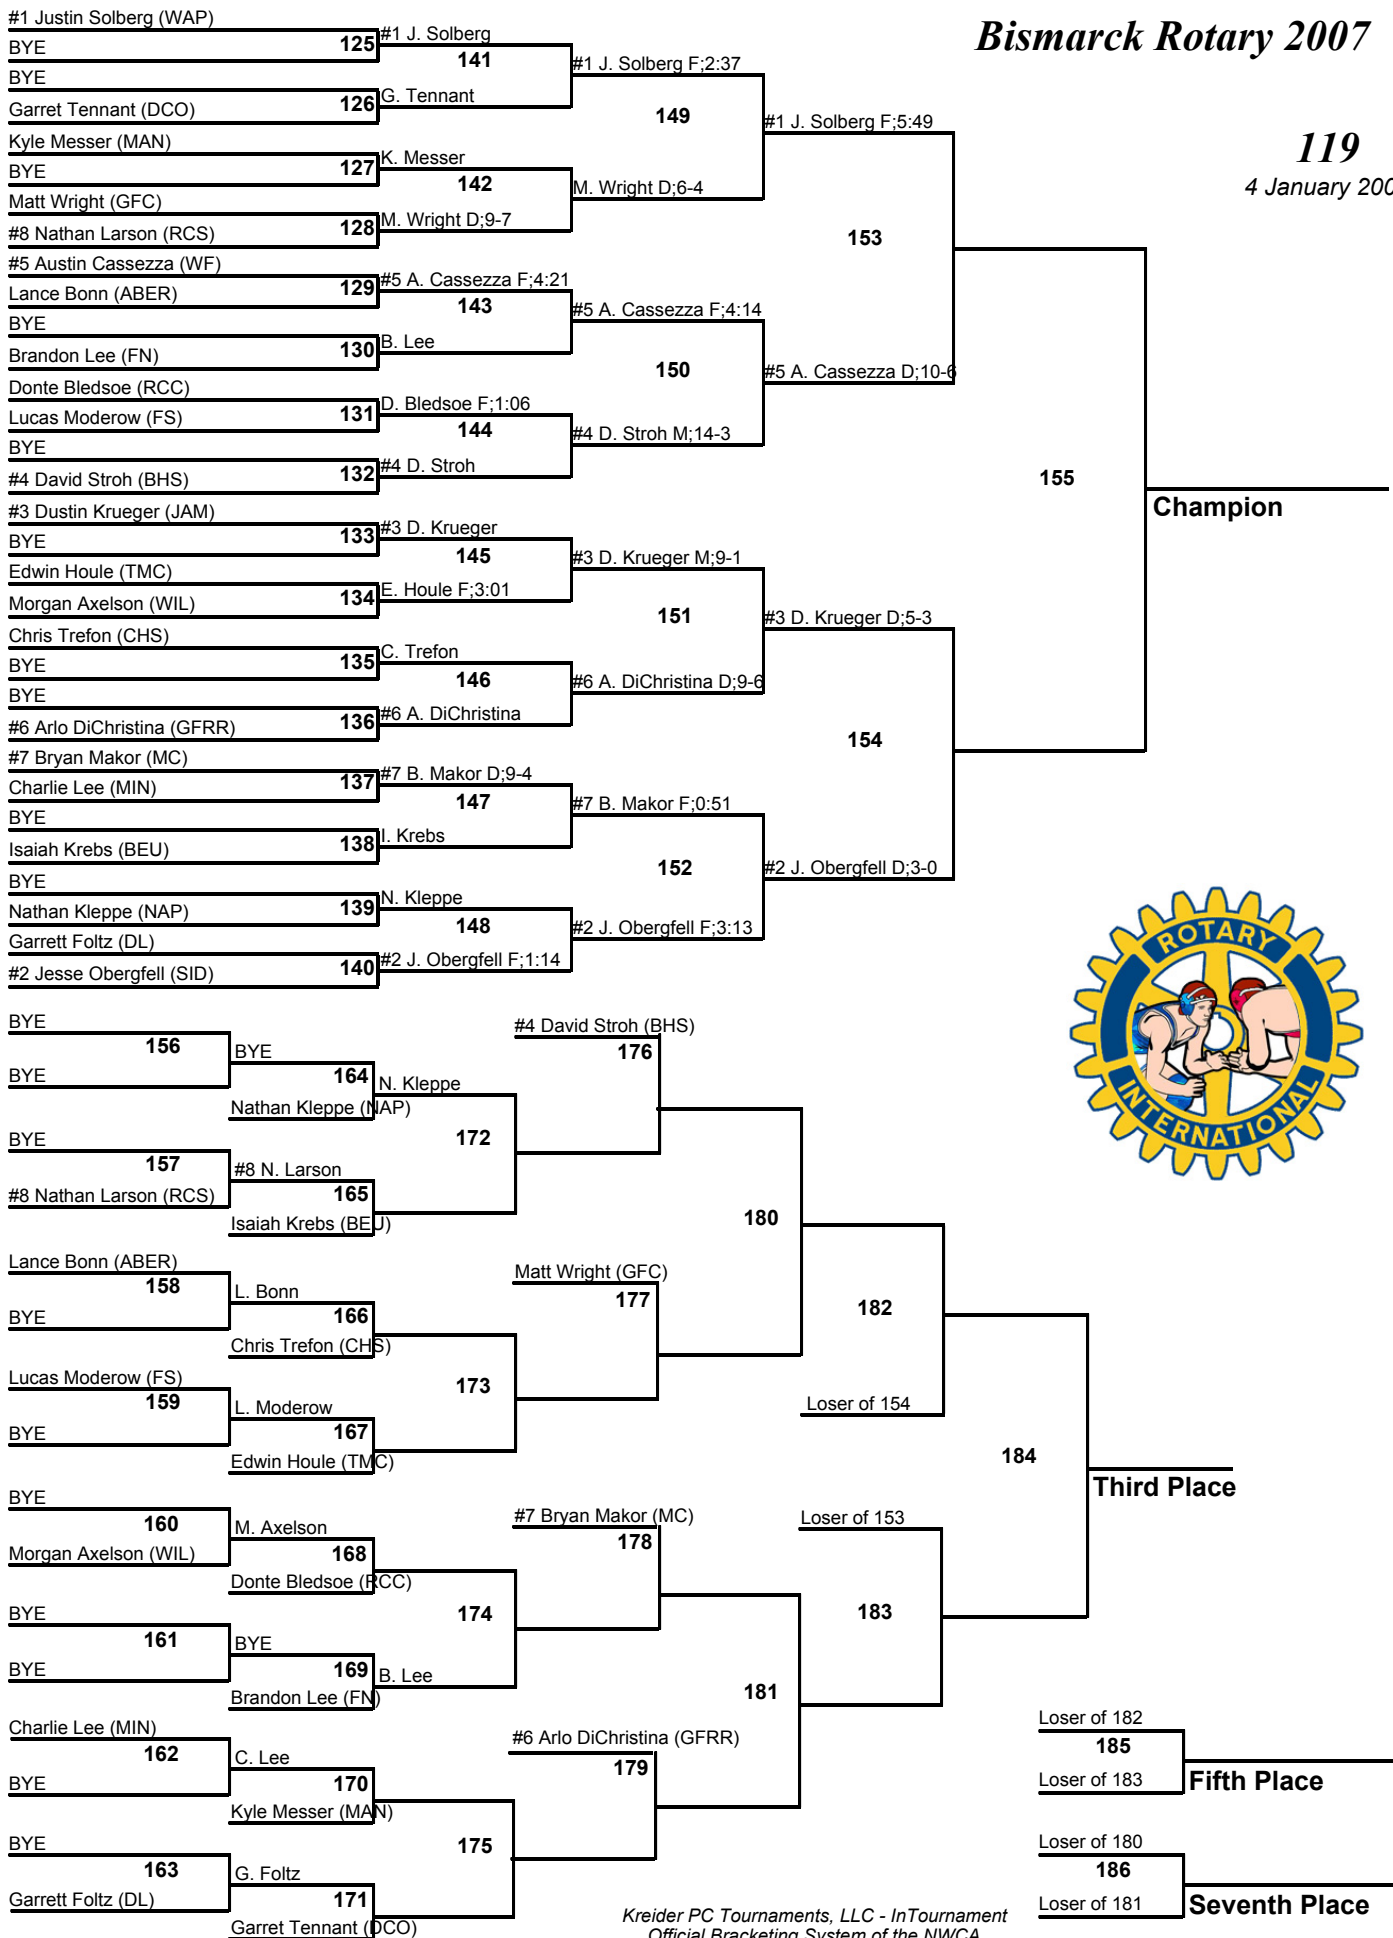 Bismarck Rotary 2007
119
4 January 200
#1 Justin Solberg (WAP)
BYE
125
BYE
Garret Tennant (DCO)
126
Kyle Messer (MAN)
BYE
127
Matt Wright (GFC)
#8 Nathan Larson (RCS)
128
#5 Austin Cassezza (WF)
Lance Bonn (ABER)
129
BYE
Brandon Lee (FN)
130
Donte Bledsoe (RCC)
Lucas Moderow (FS)
131
BYE
#4 David Stroh (BHS)
132
#3 Dustin Krueger (JAM)
BYE
133
Edwin Houle (TMC)
Morgan Axelson (WIL)
134
Chris Trefon (CHS)
BYE
135
BYE
#6 Arlo DiChristina (GFRR)
136
#7 Bryan Makor (MC)
Charlie Lee (MIN)
137
BYE
Isaiah Krebs (BEU)
138
BYE
Nathan Kleppe (NAP)
139
Garrett Foltz (DL)
#2 Jesse Obergfell (SID)
140
#1 J. Solberg
141
G. Tennant
K. Messer
142
M. Wright D;9-7
#5 A. Cassezza F;4:21
143
B. Lee
D. Bledsoe F;1:06
144
#4 D. Stroh
#3 D. Krueger
145
E. Houle F;3:01
C. Trefon
146
#6 A. DiChristina
#7 B. Makor D;9-4
147
I. Krebs
N. Kleppe
148
#2 J. Obergfell F;1:14
#1 J. Solberg F;2:37
149
M. Wright D;6-4
#5 A. Cassezza F;4:14
150
#4 D. Stroh M;14-3
#3 D. Krueger M;9-1
151
#6 A. DiChristina D;9-6
#7 B. Makor F;0:51
152
#2 J. Obergfell F;3:13
#1 J. Solberg F;5:49
153
#5 A. Cassezza D;10-6
#3 D. Krueger D;5-3
154
#2 J. Obergfell D;3-0
155
Champion
ROTARY
INTERNATIONAL
BYE
156
BYE
BYE
157
#8 Nathan Larson (RCS)
Lance Bonn (ABER)
158
BYE
Lucas Moderow (FS)
159
BYE
BYE
160
Morgan Axelson (WIL)
BYE
161
BYE
Charlie Lee (MIN)
162
BYE
BYE
163
Garrett Foltz (DL)
BYE
164
Nathan Kleppe (NAP)
#8 N. Larson
165
Isaiah Krebs (BEU)
L. Bonn
166
Chris Trefon (CHS)
L. Moderow
167
Edwin Houle (TMC)
M. Axelson
168
Donte Bledsoe (RCC)
BYE
169
Brandon Lee (FN)
C. Lee
170
Kyle Messer (MAN)
G. Foltz
171
Garret Tennant (DCO)
N. Kleppe
172
173
174
B. Lee
175
#4 David Stroh (BHS)
176
Matt Wright (GFC)
177
#7 Bryan Makor (MC)
178
#6 Arlo DiChristina (GFRR)
179
180
181
182
Loser of 154
Loser of 153
183
184
Third Place
Loser of 182
185
Loser of 183
Fifth Place
Loser of 180
186
Loser of 181
Seventh Place
Kreider PC Tournaments, LLC - InTournament
Official Bracketing System of the NWCA